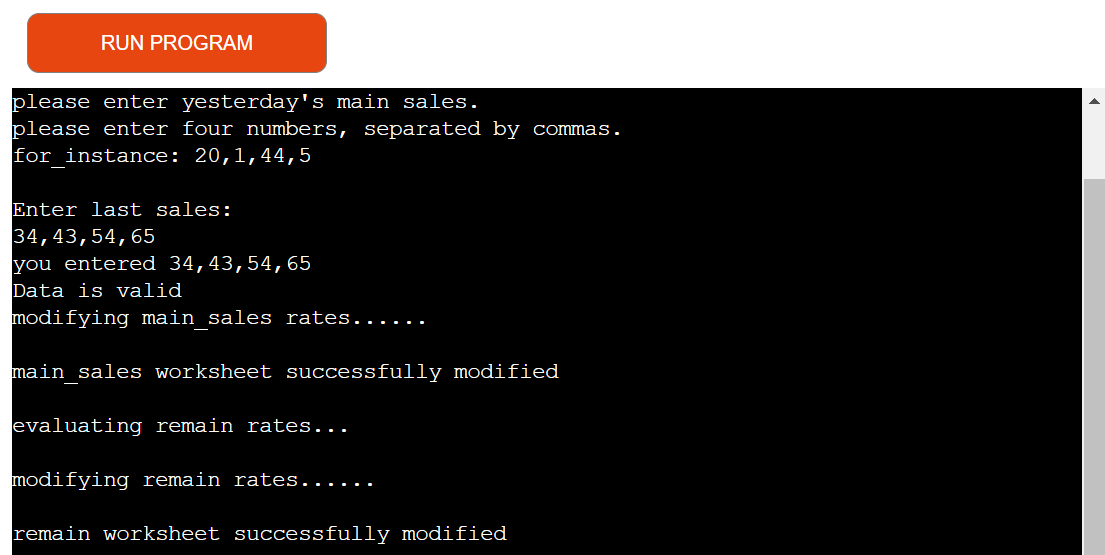 RUN PROGRAM
please enter yesterday's main sales.
please enter four numbers, separated by commas.
for_instance: 20,1,44,5
Enter last sales:
34,43,54,65
you entered 34,43,54,65
Data is valid
modifying main_sales rates......
main_sales worksheet successfully modified
evaluating remain rates...
modifying remain rates......
remain worksheet successfully modified